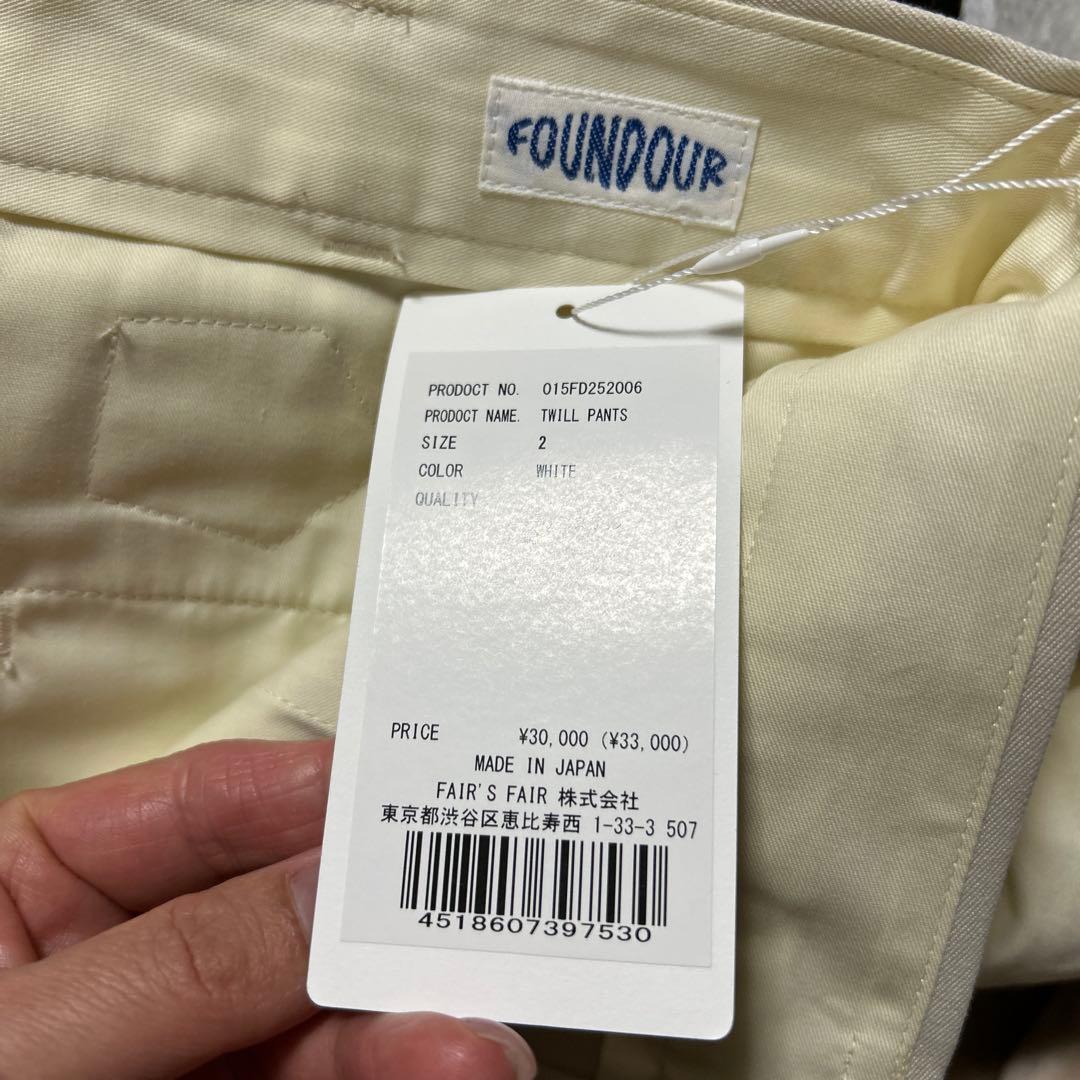 FOUNDOUR
PRODOCT NO. 015FD252006
PRODOCT NAME. TWILL PANTS
SIZE 2
COLOR WHITE
QUALITY
PRICE ¥30,000 (¥33,000)
MADE IN JAPAN
FAIR'S FAIR 株式会社
東京都渋谷区恵比寿西 1-33-3 507
4518607397530